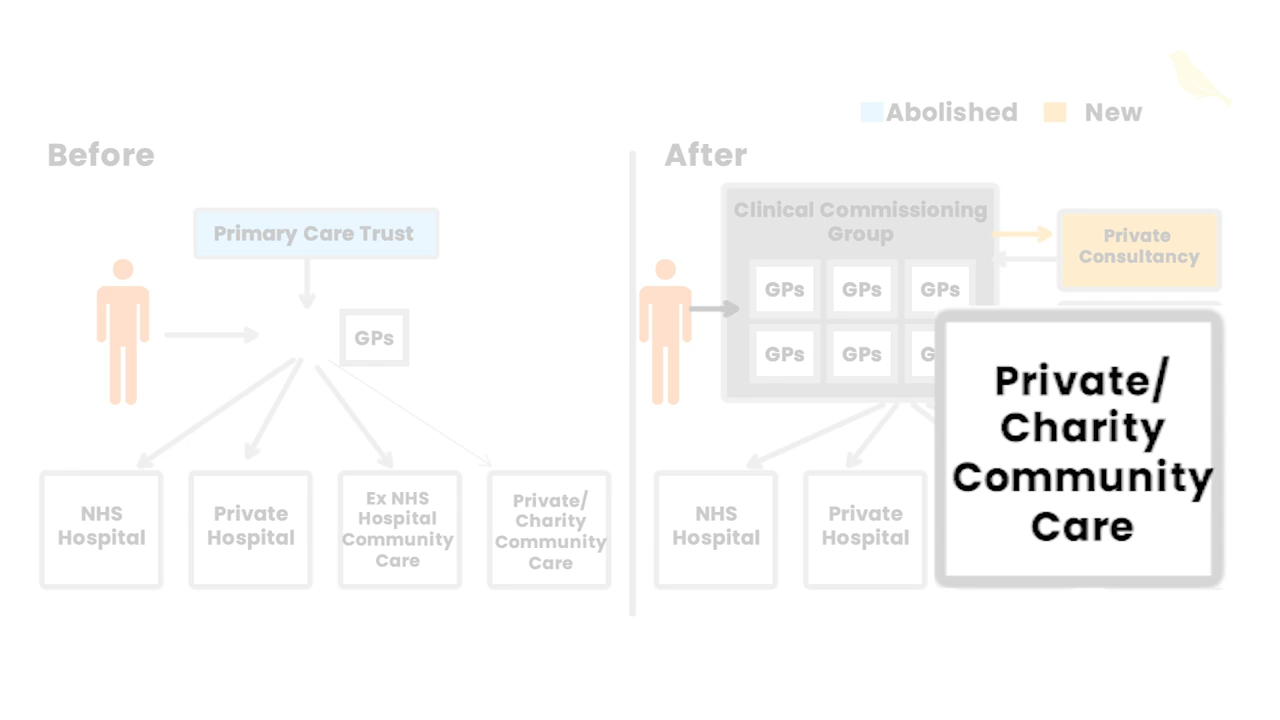 Abolished
New
Before
After
Primary Care Trust
GPs
NHS
Hospital
Private
Hospital
Ex NHS
Hospital
Community
Care
Private/
Charity
Community
Care
Clinical Commissioning
Group
GPs
GPs
GPs
GPs
GPs
Private
Consultancy
NHS
Hospital
Private
Hospital
Private/
Charity
Community
Care